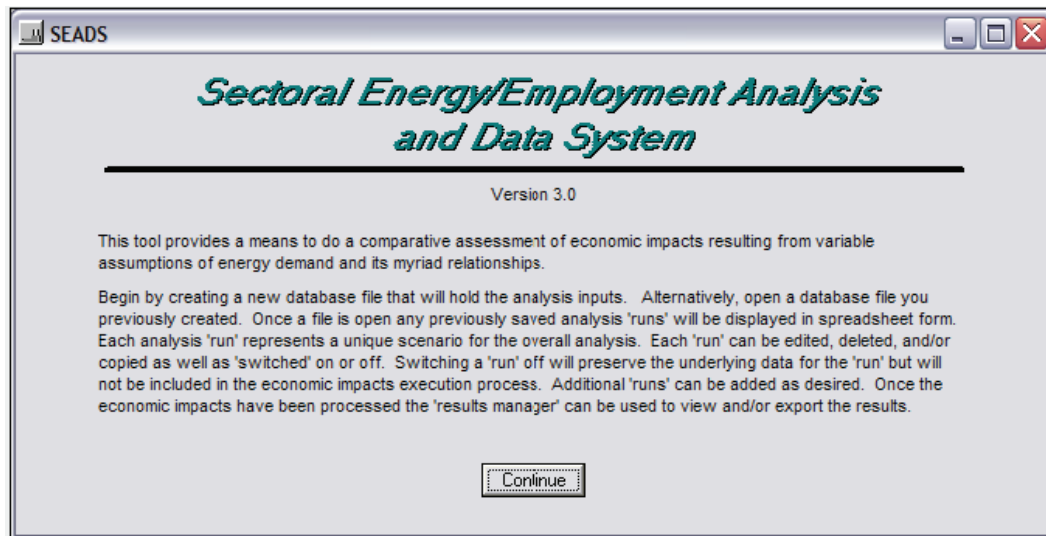 SEADS
Sectoral Energy/Employment Analysis
and Data System
Version 3.0
This tool provides a means to do a comparative assessment of economic impacts resulting from variable
assumptions of energy demand and its myriad relationships.
Begin by creating a new database file that will hold the analysis inputs. Alternatively, open a database file you
previously created. Once a file is open any previously saved analysis 'runs' will be displayed in spreadsheet form.
Each analysis 'run' represents a unique scenario for the overall analysis. Each 'run' can be edited, deleted, and/or
copied as well as 'switched' on or off. Switching a 'run' off will preserve the underlying data for the 'run' but will
not be included in the economic impacts execution process. Additional 'runs' can be added as desired. Once the
economic impacts have been processed the 'results manager' can be used to view and/or export the results.
Continue